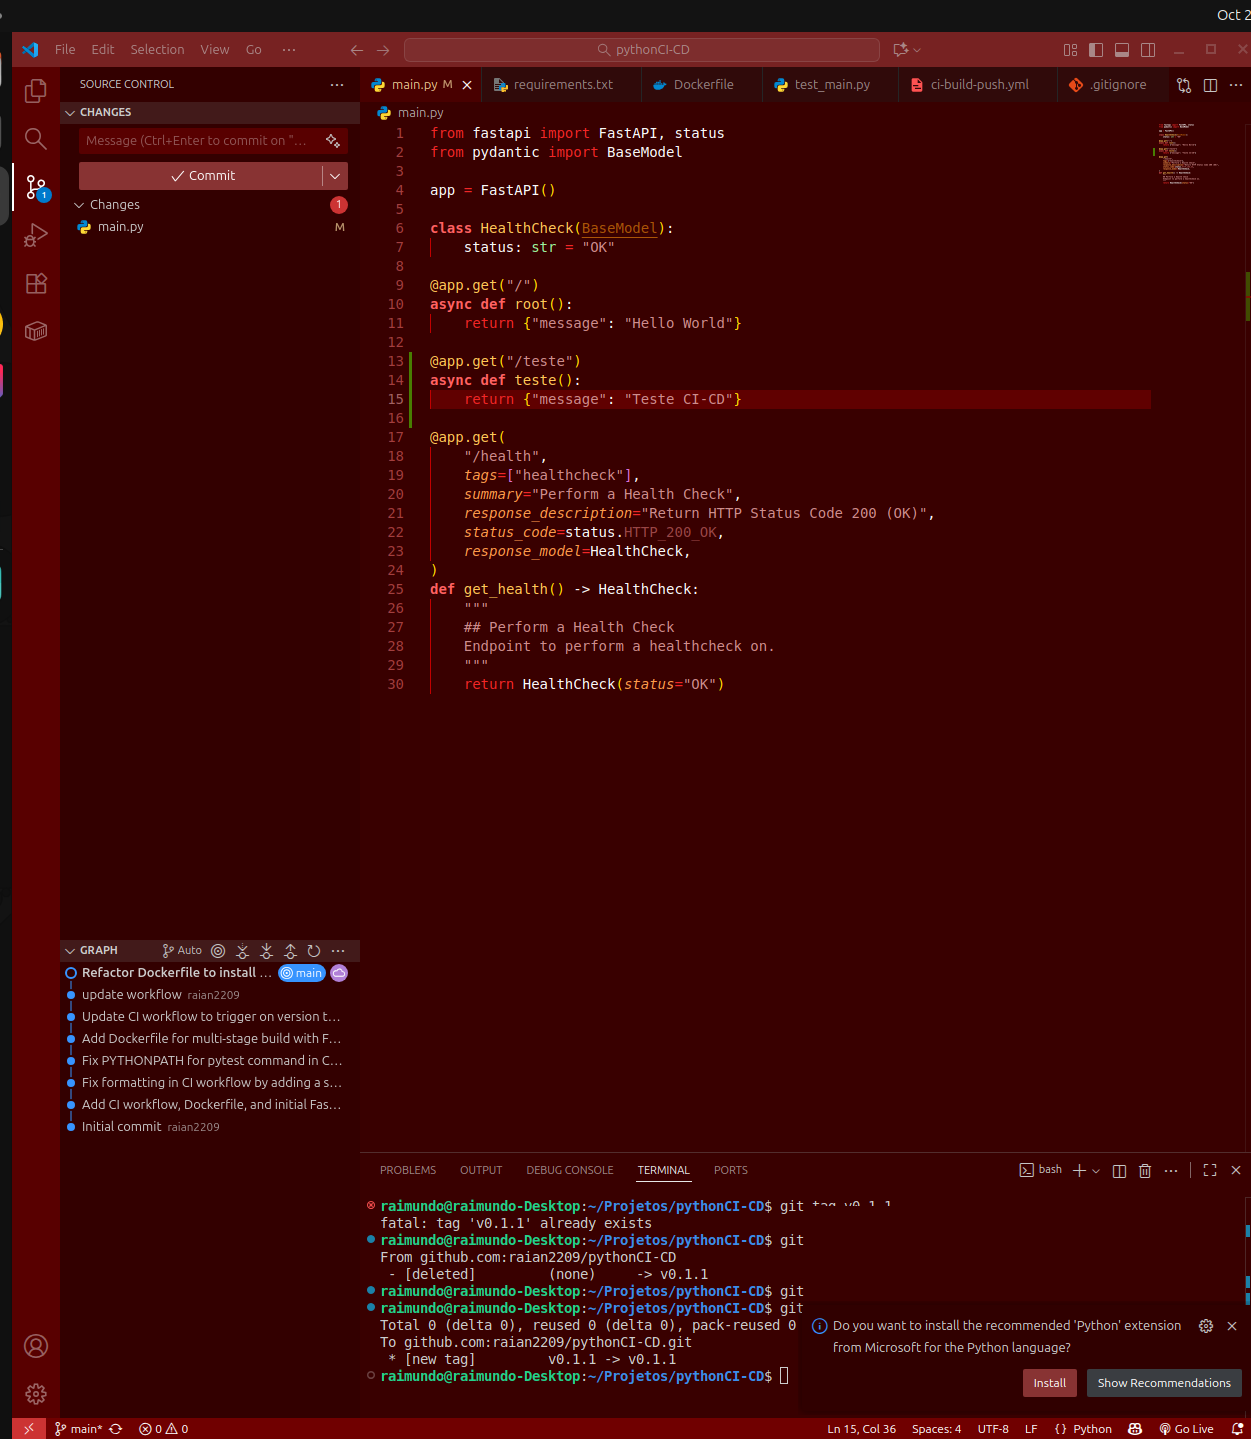 Oct 2
File Edit Selection View Go ···
pythonCI-CD
SOURCE CONTROL ···
CHANGES
Message (Ctrl+Enter to commit on "...
Commit
Changes 1
main.py M
1
main.py M
requirements.txt
Dockerfile
test_main.py
ci-build-push.yml
.gitignore
main.py
1 from fastapi import FastAPI, status
2 from pydantic import BaseModel
3
4 app = FastAPI()
5
6 class HealthCheck(BaseModel):
7     status: str = "OK"
8
9 @app.get("/")
10 async def root():
11     return {"message": "Hello World"}
12
13 @app.get("/teste")
14 async def teste():
15     return {"message": "Teste CI-CD"}
16
17 @app.get(
18     "/health",
19     tags=["healthcheck"],
20     summary="Perform a Health Check",
21     response_description="Return HTTP Status Code 200 (OK)",
22     status_code=status.HTTP_200_OK,
23     response_model=HealthCheck,
24 )
25 def get_health() -> HealthCheck:
26     """
27     ## Perform a Health Check
28     Endpoint to perform a healthcheck on.
29     """
30     return HealthCheck(status="OK")
GRAPH Auto ···
Refactor Dockerfile to install ... main
update workflow raian2209
Update CI workflow to trigger on version t...
Add Dockerfile for multi-stage build with F...
Fix PYTHONPATH for pytest command in C...
Fix formatting in CI workflow by adding a s...
Add CI workflow, Dockerfile, and initial Fas...
Initial commit raian2209
PROBLEMS OUTPUT DEBUG CONSOLE TERMINAL PORTS
bash
raimundo@raimundo-Desktop:~/Projetos/pythonCI-CD$ git tag v0.1.1
fatal: tag 'v0.1.1' already exists
raimundo@raimundo-Desktop:~/Projetos/pythonCI-CD$ git
From github.com:raian2209/pythonCI-CD
 - [deleted]         (none)     -> v0.1.1
raimundo@raimundo-Desktop:~/Projetos/pythonCI-CD$ git
raimundo@raimundo-Desktop:~/Projetos/pythonCI-CD$ git
Total 0 (delta 0), reused 0 (delta 0), pack-reused 0
To github.com:raian2209/pythonCI-CD.git
 * [new tag]         v0.1.1 -> v0.1.1
raimundo@raimundo-Desktop:~/Projetos/pythonCI-CD$
Do you want to install the recommended 'Python' extension
from Microsoft for the Python language?
Install Show Recommendations
main* 0 0
Ln 15, Col 36 Spaces: 4 UTF-8 LF {} Python Go Live